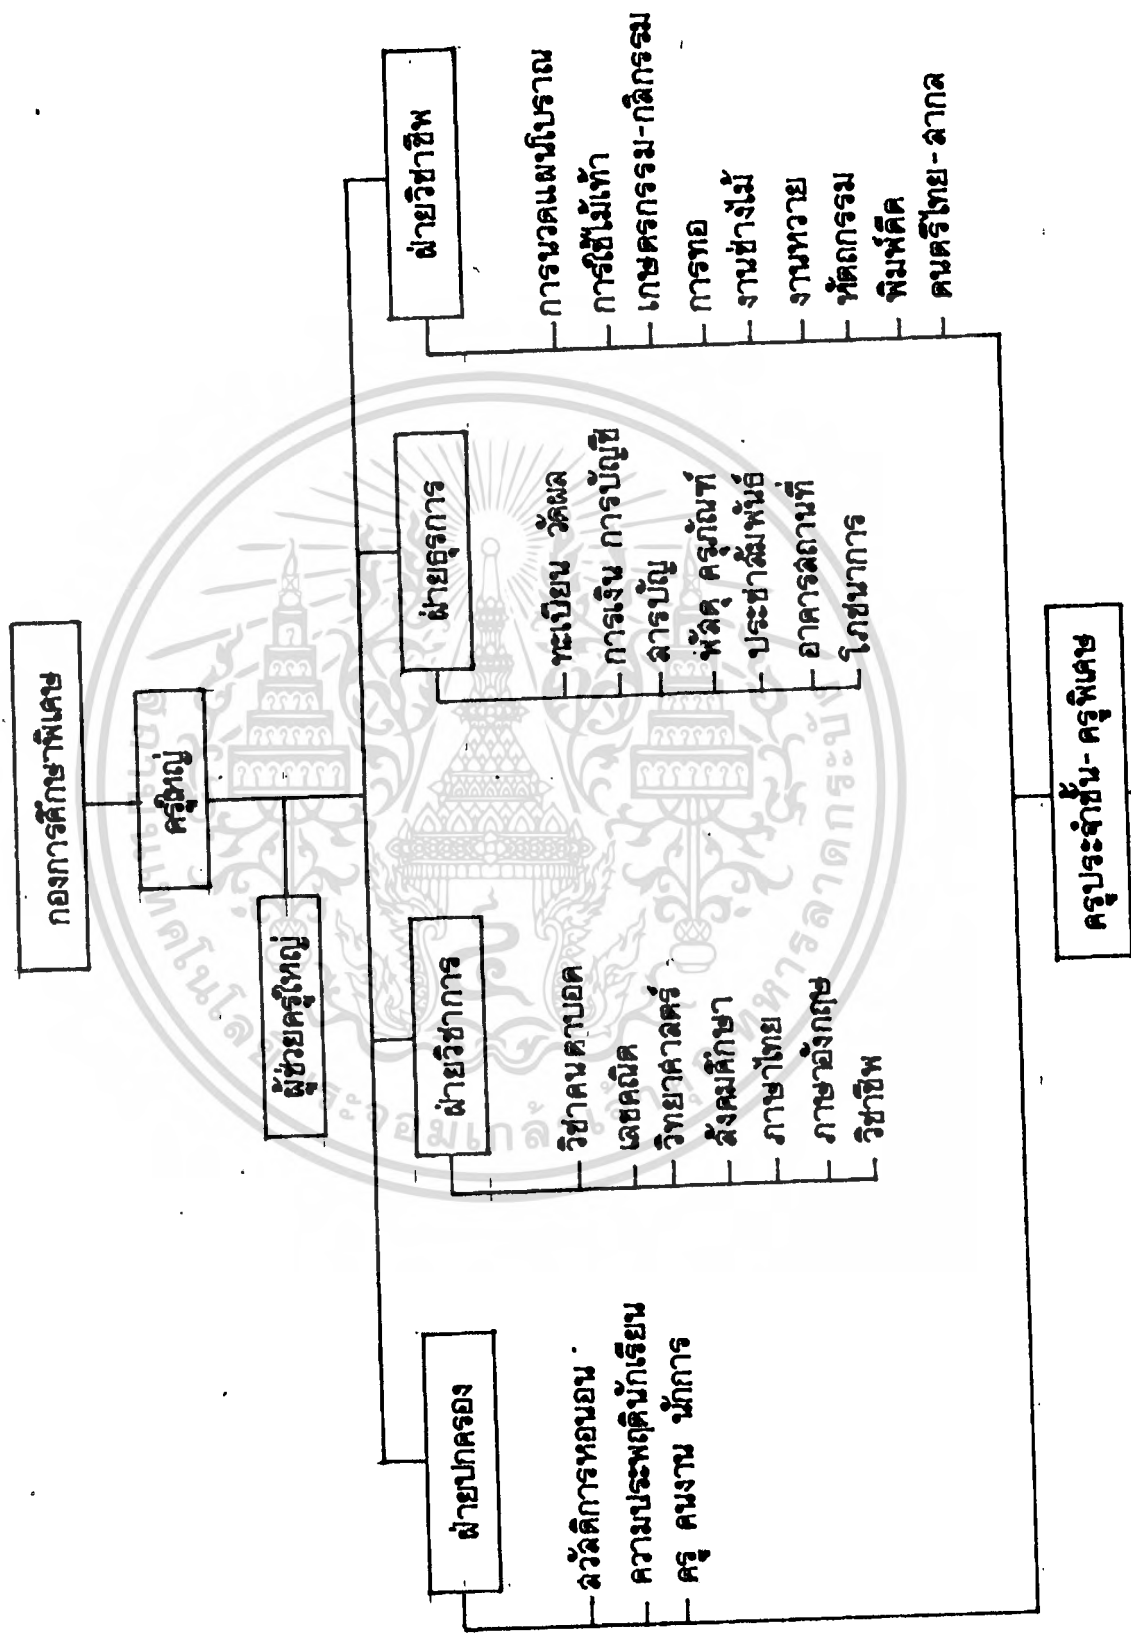 กองการศึกษาพิเศษ
ครูใหญ่
ผู้ช่วยครูใหญ่
ฝ่ายปกครอง
สวัสดิการหอนอน
ความประพฤตินักเรียน
ครู คนงาน นักการ
ฝ่ายวิชาการ
วิชาคนตาบอด
เลขคณิต
วิทยาศาสตร์
สังคมศึกษา
ภาษาไทย
ภาษาอังกฤษ
วิชาชีพ
ฝ่ายธุรการ
ทะเบียน วัดผล
การเงิน การบัญชี
สารบัญ
พัสดุ ครุภัณฑ์
ประชาสัมพันธ์
อาคารสถานที่
โภชนาการ
ฝ่ายวิชาชีพ
การนวดแผนโบราณ
การใช้ไม้เท้า
เกษตรกรรม-กสิกรรม
การทอ
งานช่างไม้
งานหวาย
หัตถกรรม
พิมพ์ดีด
ดนตรีไทย-สากล
ครูประจำชั้น-ครูพิเศษ